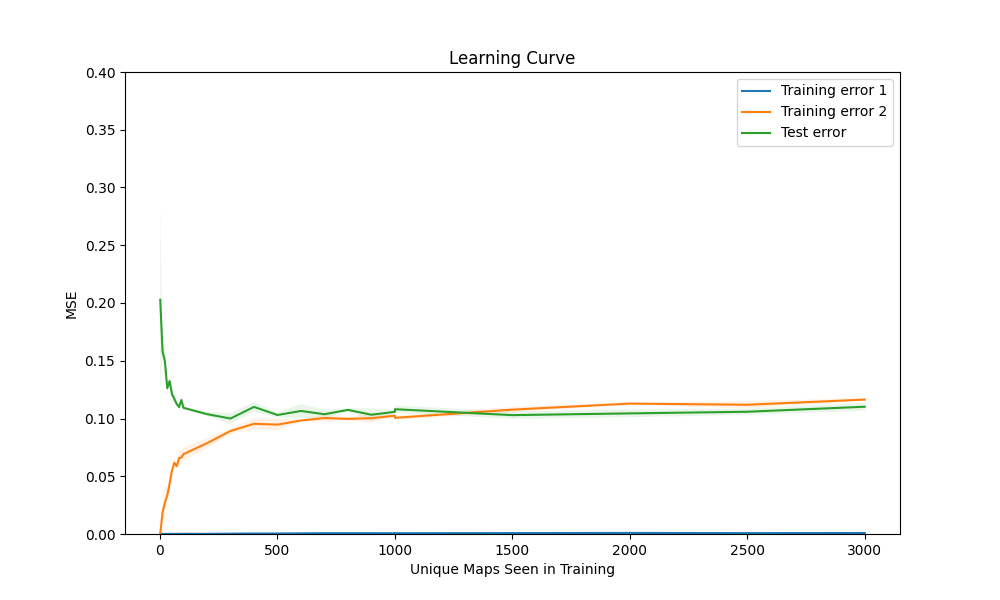 Learning Curve
Training error 1
Training error 2
Test error
MSE
0.40
0.35
0.30
0.25
0.20
0.15
0.10
0.05
0.00
0 500 1000 1500 2000 2500 3000
Unique Maps Seen in Training